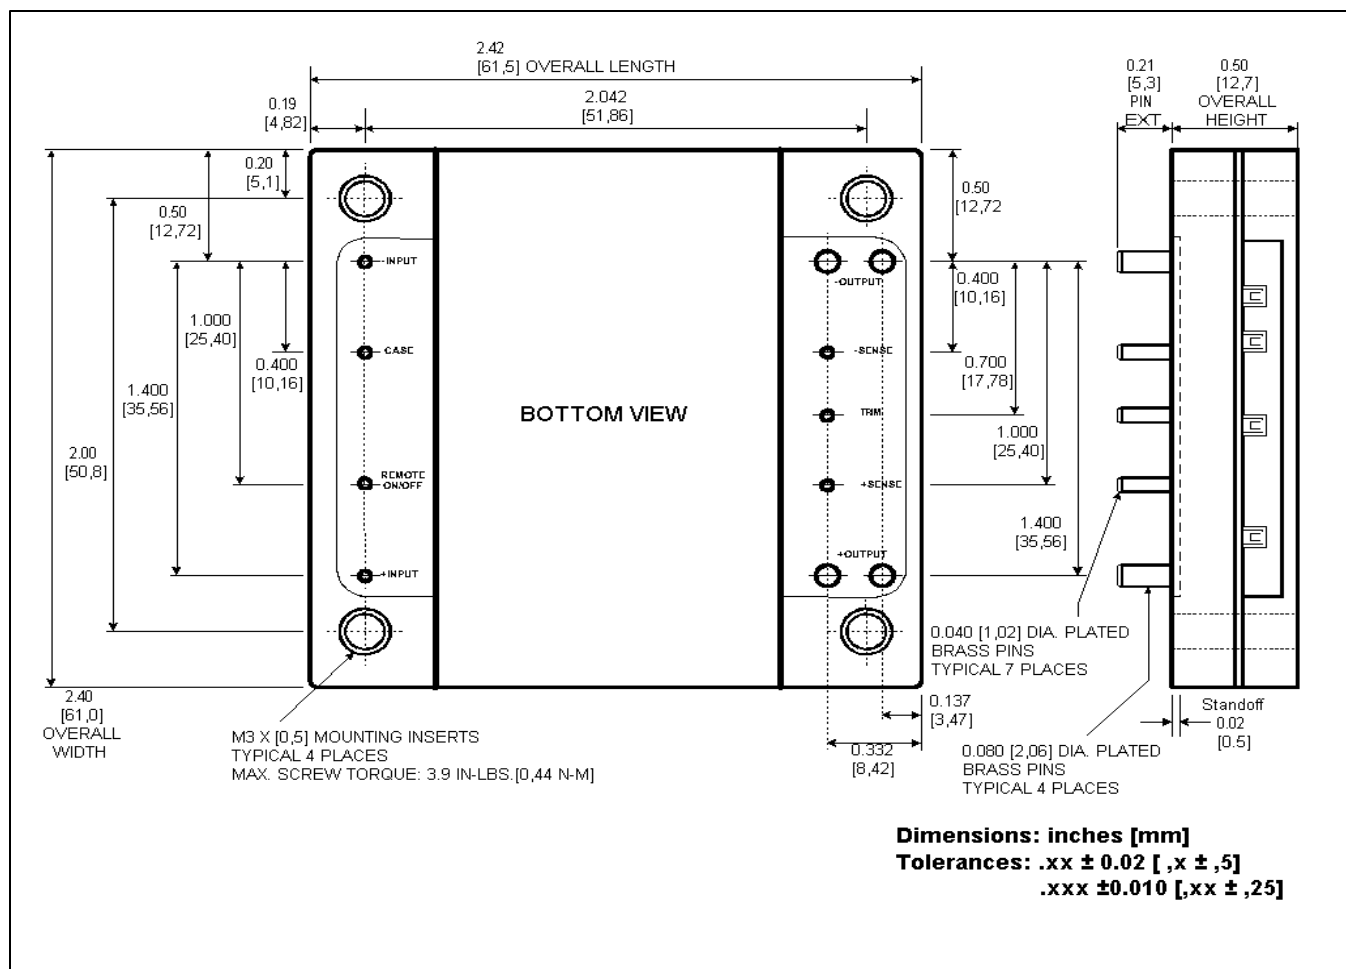 2.42
[61,5] OVERALL LENGTH
0.19
[4,82]
2.042
[51,86]
0.21
[5,3]
PIN
EXT
0.50
[12,7]
OVERALL
HEIGHT
0.20
[5,1]
0.50
[12,72]
0.50
[12,72
-INPUT
-OUTPUT
0.400
[10,16]
1.000
[25,40]
CASE
-SENSE
0.400
[10,16]
0.700
[17,78]
1.400
[35,56]
BOTTOM VIEW
TRIM
1.000
[25,40]
2.00
[50,8]
REMOTE
ON/OFF
+SENSE
1.400
[35,56]
+OUTPUT
+INPUT
0.040 [1,02] DIA. PLATED
BRASS PINS
TYPICAL 7 PLACES
2.40
[61,0]
OVERALL
WIDTH
0.137
[3,47]
Standoff
0.02
[0.5]
M3 X [0,5] MOUNTING INSERTS
TYPICAL 4 PLACES
MAX. SCREW TORQUE: 3.9 IN-LBS.[0,44 N-M]
0.332
[8,42]
0.080 [2,06] DIA. PLATED
BRASS PINS
TYPICAL 4 PLACES
Dimensions: inches [mm]
Tolerances: .xx ± 0.02 [ ,x ± ,5]
.xxx ±0.010 [,xx ± ,25]